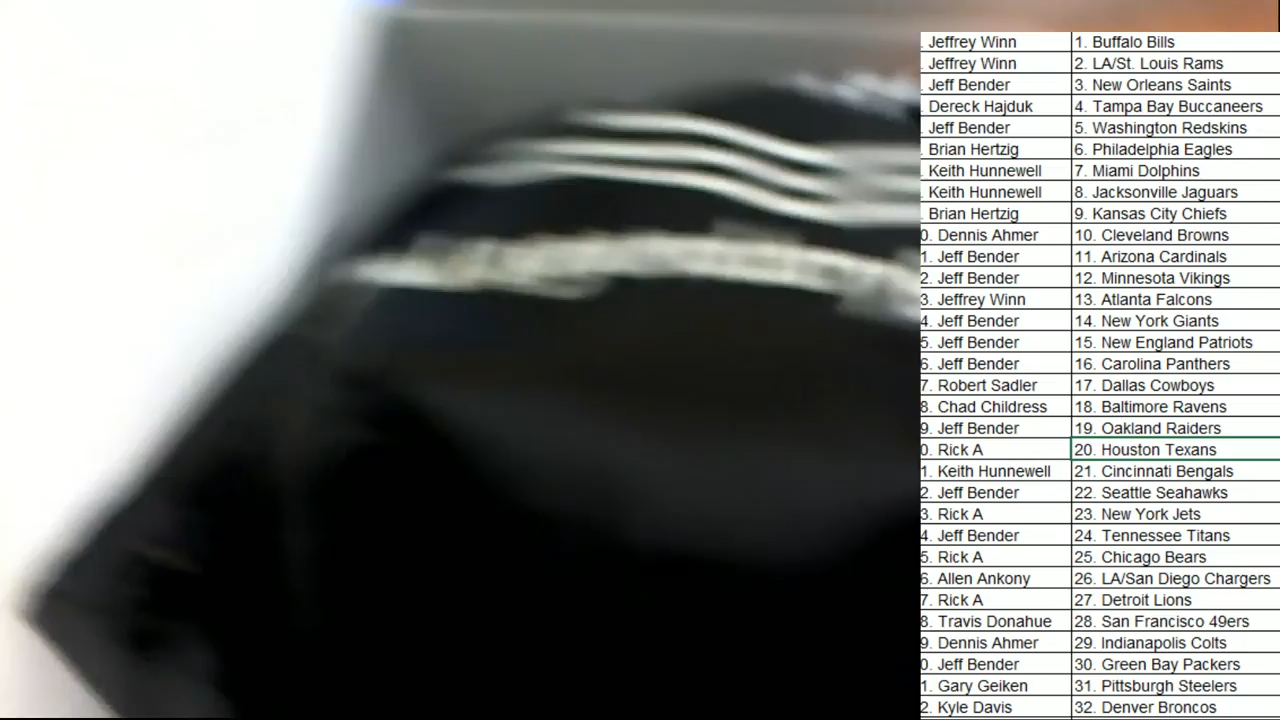 . Jeffrey Winn 1. Buffalo Bills
. Jeffrey Winn 2. LA/St. Louis Rams
. Jeff Bender 3. New Orleans Saints
. Dereck Hajduk 4. Tampa Bay Buccaneers
. Jeff Bender 5. Washington Redskins
. Brian Hertzig 6. Philadelphia Eagles
. Keith Hunnewell 7. Miami Dolphins
. Keith Hunnewell 8. Jacksonville Jaguars
. Brian Hertzig 9. Kansas City Chiefs
0. Dennis Ahmer 10. Cleveland Browns
1. Jeff Bender 11. Arizona Cardinals
2. Jeff Bender 12. Minnesota Vikings
3. Jeffrey Winn 13. Atlanta Falcons
4. Jeff Bender 14. New York Giants
5. Jeff Bender 15. New England Patriots
6. Jeff Bender 16. Carolina Panthers
7. Robert Sadler 17. Dallas Cowboys
8. Chad Childress 18. Baltimore Ravens
9. Jeff Bender 19. Oakland Raiders
0. Rick A 20. Houston Texans
1. Keith Hunnewell 21. Cincinnati Bengals
2. Jeff Bender 22. Seattle Seahawks
3. Rick A 23. New York Jets
4. Jeff Bender 24. Tennessee Titans
5. Rick A 25. Chicago Bears
6. Allen Ankony 26. LA/San Diego Chargers
7. Rick A 27. Detroit Lions
8. Travis Donahue 28. San Francisco 49ers
9. Dennis Ahmer 29. Indianapolis Colts
0. Jeff Bender 30. Green Bay Packers
1. Gary Geiken 31. Pittsburgh Steelers
2. Kyle Davis 32. Denver Broncos